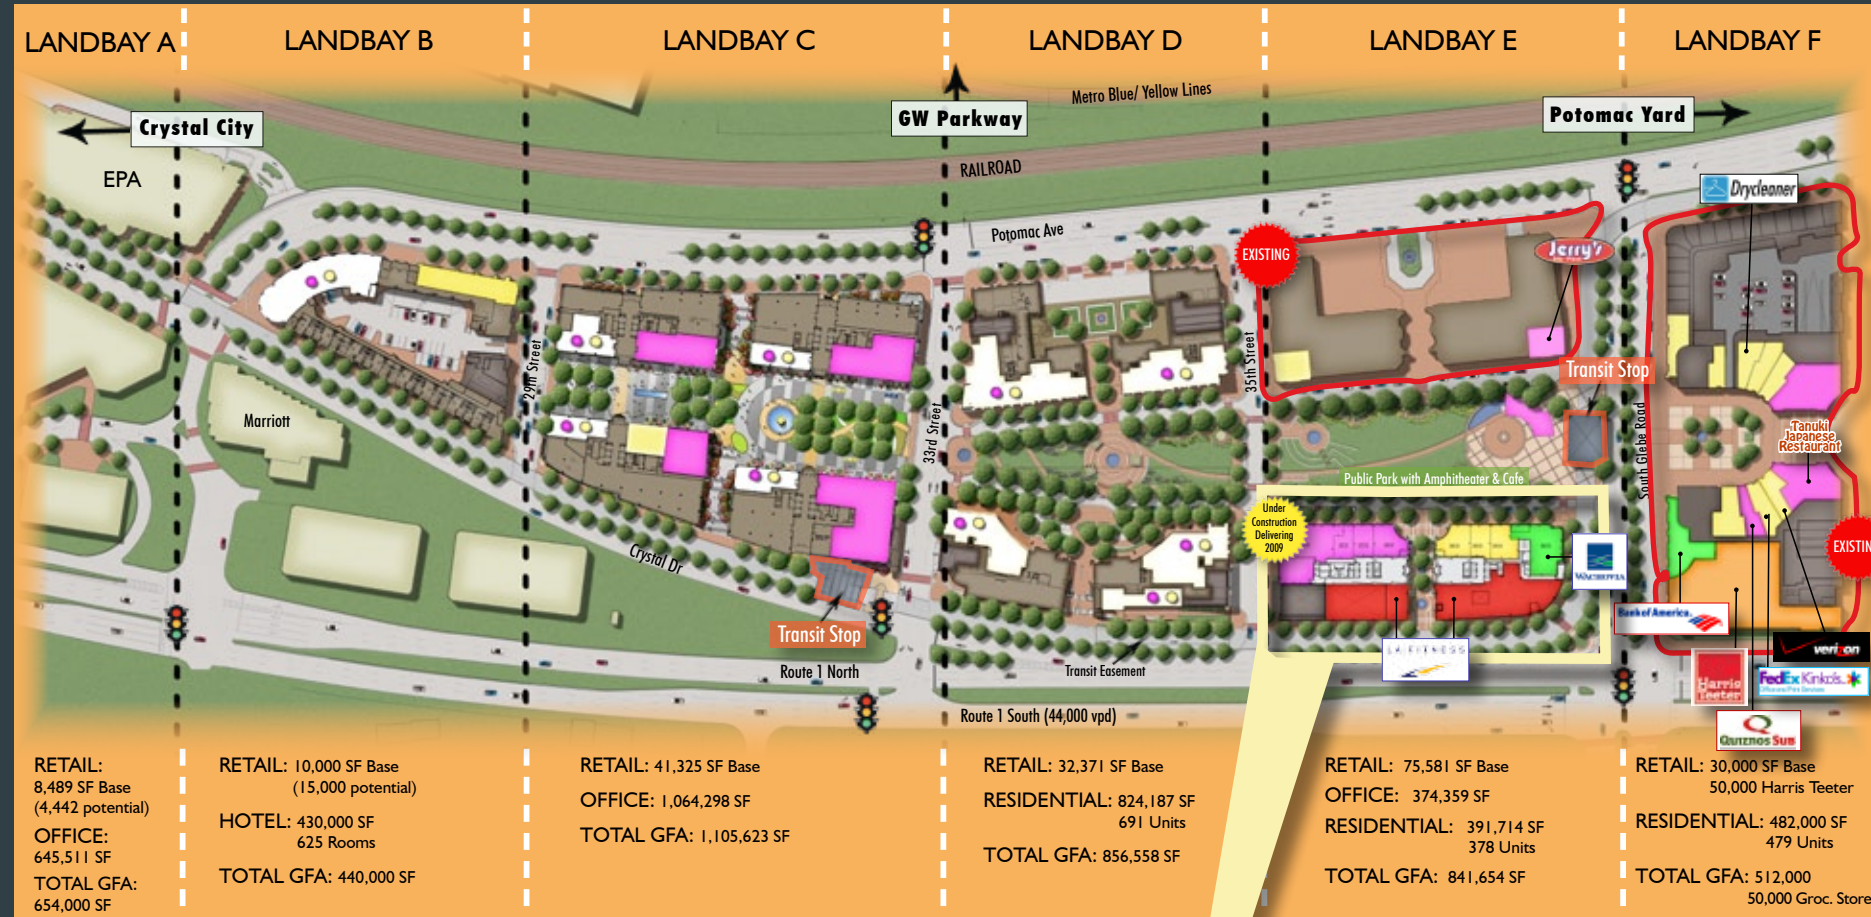 LANDBAY A
LANDBAY B
LANDBAY C
LANDBAY D
LANDBAY E
LANDBAY F
Crystal City
GW Parkway
Metro Blue/ Yellow Lines
Potomac Yard
RAILROAD
EPA
Drycleaner
Potomac Ave
EXISTING
Jerry's
29th Street
33rd Street
35th Street
Transit Stop
South Glebe Road
Marriott
Tanuki
Japanese
Restaurant
Public Park with Amphitheater & Cafe
Under
Construction
Delivering
2009
EXISTIN
Crystal Dr
WACHOVIA
Bank of America
Transit Stop
LA FITNESS
verizon
Route 1 North
Transit Easement
Harris
Teeter
FedEx Kinko's
Route 1 South (44,000 vpd)
QUIZNOS SUB
RETAIL:
8,489 SF Base
(4,442 potential)
OFFICE:
645,511 SF
TOTAL GFA:
654,000 SF
RETAIL: 10,000 SF Base
(15,000 potential)
HOTEL: 430,000 SF
625 Rooms
TOTAL GFA: 440,000 SF
RETAIL: 41,325 SF Base
OFFICE: 1,064,298 SF
TOTAL GFA: 1,105,623 SF
RETAIL: 32,371 SF Base
RESIDENTIAL: 824,187 SF
691 Units
TOTAL GFA: 856,558 SF
RETAIL: 75,581 SF Base
OFFICE: 374,359 SF
RESIDENTIAL: 391,714 SF
378 Units
TOTAL GFA: 841,654 SF
RETAIL: 30,000 SF Base
50,000 Harris Teeter
RESIDENTIAL: 482,000 SF
479 Units
TOTAL GFA: 512,000
50,000 Groc. Store